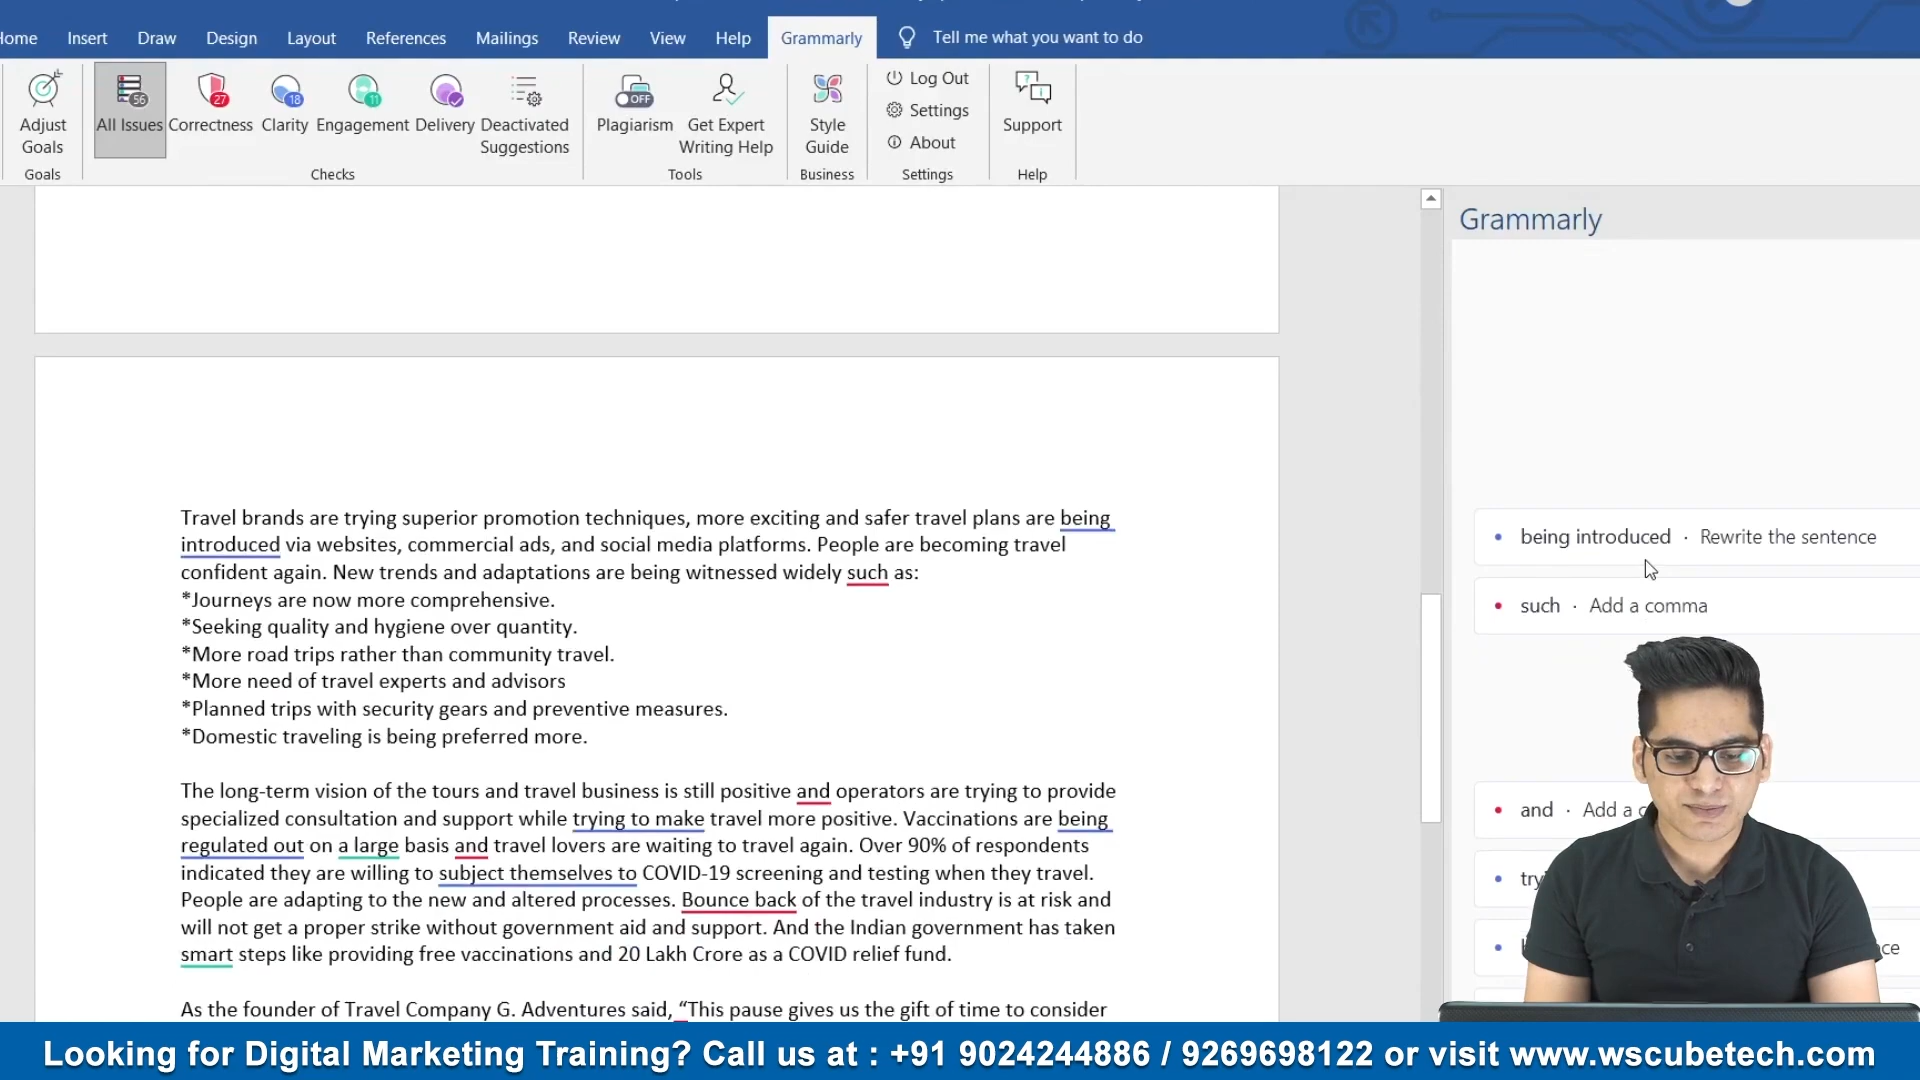 Home Insert Draw Design Layout References Mailings Review View Help Grammarly Tell me what you want to do
Adjust Goals
Goals
All Issues 56
Correctness 27
Clarity 18
Engagement 11
Delivery
Deactivated Suggestions
Checks
OFF
Plagiarism
Get Expert Writing Help
Tools
Style Guide
Business
Log Out
Settings
About
Settings
Support
Help
Grammarly
Travel brands are trying superior promotion techniques, more exciting and safer travel plans are being
introduced via websites, commercial ads, and social media platforms. People are becoming travel
confident again. New trends and adaptations are being witnessed widely such as:
*Journeys are now more comprehensive.
*Seeking quality and hygiene over quantity.
*More road trips rather than community travel.
*More need of travel experts and advisors
*Planned trips with security gears and preventive measures.
*Domestic traveling is being preferred more.
The long-term vision of the tours and travel business is still positive and operators are trying to provide
specialized consultation and support while trying to make travel more positive. Vaccinations are being
regulated out on a large basis and travel lovers are waiting to travel again. Over 90% of respondents
indicated they are willing to subject themselves to COVID-19 screening and testing when they travel.
People are adapting to the new and altered processes. Bounce back of the travel industry is at risk and
will not get a proper strike without government aid and support. And the Indian government has taken
smart steps like providing free vaccinations and 20 Lakh Crore as a COVID relief fund.
As the founder of Travel Company G. Adventures said, “This pause gives us the gift of time to consider
being introduced · Rewrite the sentence
such · Add a comma
and · Add a
Looking for Digital Marketing Training? Call us at : +91 9024244886 / 9269698122 or visit www.wscubetech.com